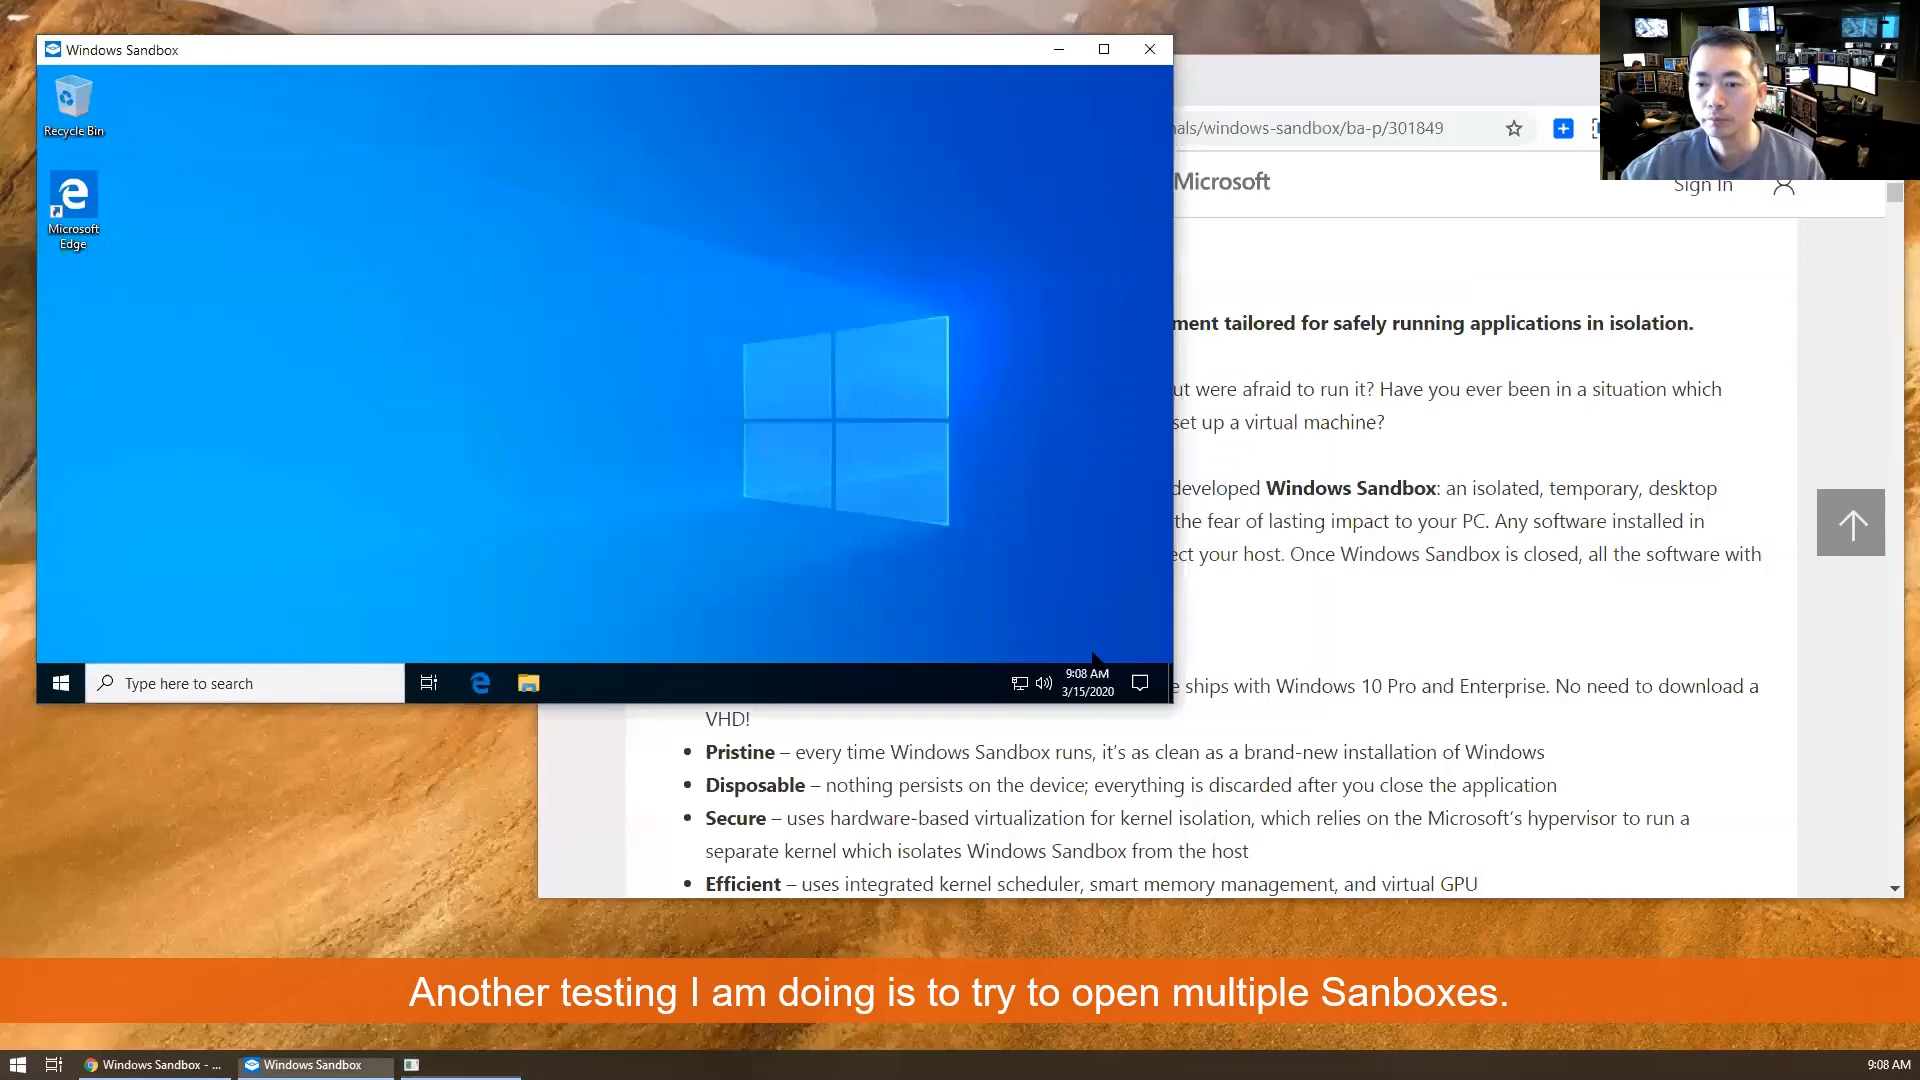 Windows Sandbox
Recycle Bin
Microsoft
Edge
Type here to search
9:08 AM
3/15/2020
als/windows-sandbox/ba-p/301849
Microsoft
Sign In
ment tailored for safely running applications in isolation.
ut were afraid to run it? Have you ever been in a situation which
set up a virtual machine?
developed Windows Sandbox: an isolated, temporary, desktop
the fear of lasting impact to your PC. Any software installed in
ect your host. Once Windows Sandbox is closed, all the software with
e ships with Windows 10 Pro and Enterprise. No need to download a
VHD!
• Pristine – every time Windows Sandbox runs, it's as clean as a brand-new installation of Windows
• Disposable – nothing persists on the device; everything is discarded after you close the application
• Secure – uses hardware-based virtualization for kernel isolation, which relies on the Microsoft's hypervisor to run a
separate kernel which isolates Windows Sandbox from the host
• Efficient – uses integrated kernel scheduler, smart memory management, and virtual GPU
Another testing I am doing is to try to open multiple Sanboxes.
Windows Sandbox - ...
Windows Sandbox
9:08 AM